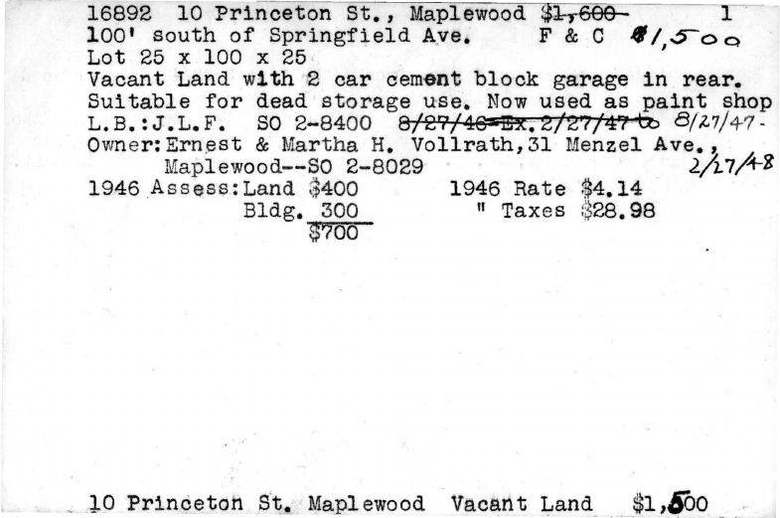 16892 10 Princeton St., Maplewood $1,600 1
100' south of Springfield Ave. F & C $1,500
Lot 25 x 100 x 25
Vacant Land with 2 car cement block garage in rear.
Suitable for dead storage use. Now used as paint shop
L.B.:J.L.F. SO 2-8400 8/27/46=Ex. 2/27/47 to 8/27/47-
Owner:Ernest & Martha H. Vollrath,31 Menzel Ave.,
Maplewood--SO 2-8029 2/27/48
1946 Assess:Land $400 1946 Rate $4.14
Bldg. 300 " Taxes $28.98
$700
10 Princeton St. Maplewood Vacant Land $1,500